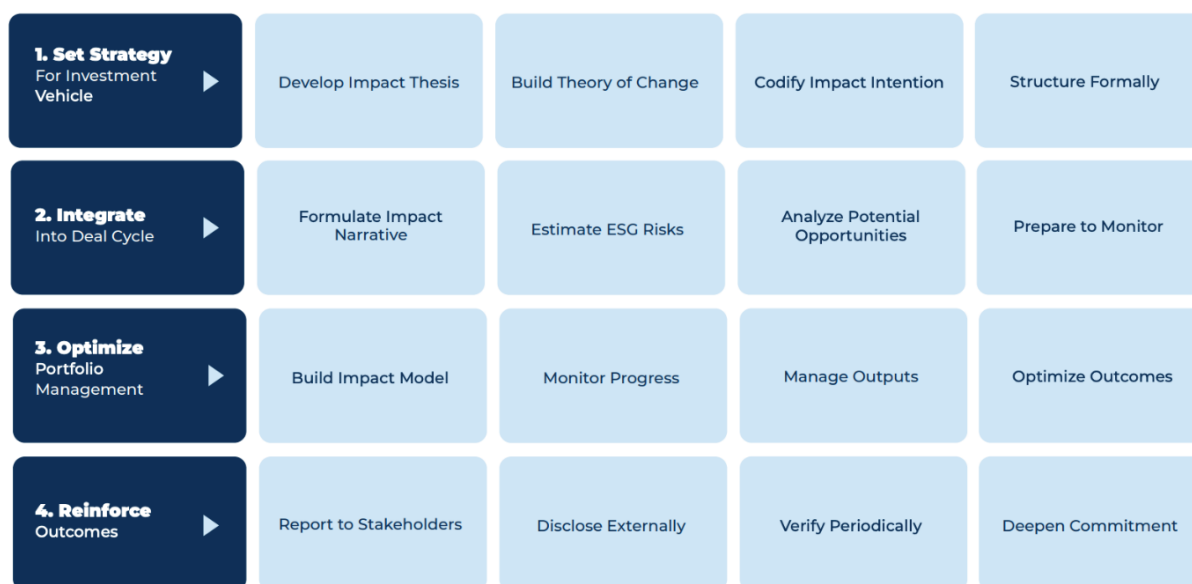 1. Set Strategy
For Investment
Vehicle
Develop Impact Thesis
Build Theory of Change
Codify Impact Intention
Structure Formally
2. Integrate
Into Deal Cycle
Formulate Impact
Narrative
Estimate ESG Risks
Analyze Potential
Opportunities
Prepare to Monitor
3. Optimize
Portfolio
Management
Build Impact Model
Monitor Progress
Manage Outputs
Optimize Outcomes
4. Reinforce
Outcomes
Report to Stakeholders
Disclose Externally
Verify Periodically
Deepen Commitment